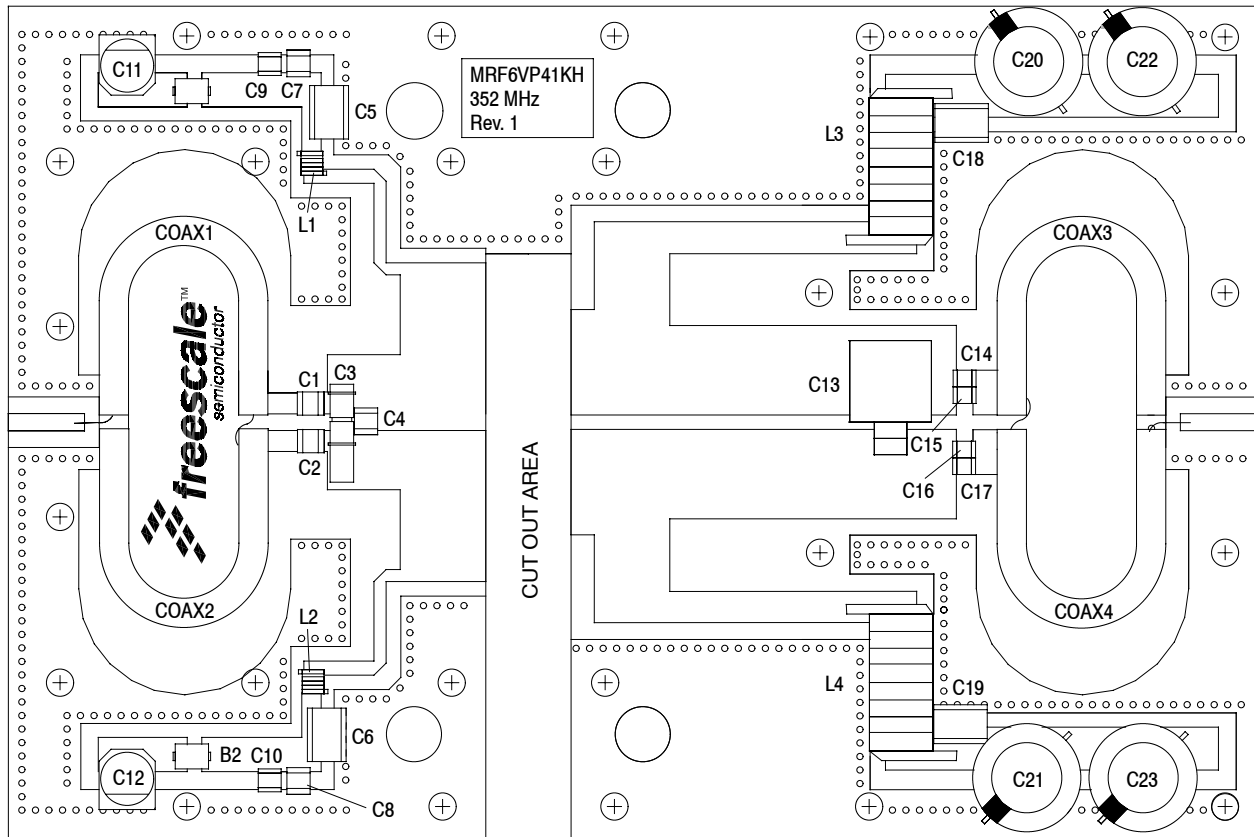 C11
C9 C7
C5
MRF6VP41KH
352 MHz
Rev. 1
C20
C22
L3
C18
L1
COAX1
COAX3
freescale™
semiconductor
C1 C3
C4
C2
C13
C14
C15
C16
C17
CUT OUT AREA
COAX2
COAX4
L2
L4
C19
C6
B2 C10
C12
C8
C21
C23